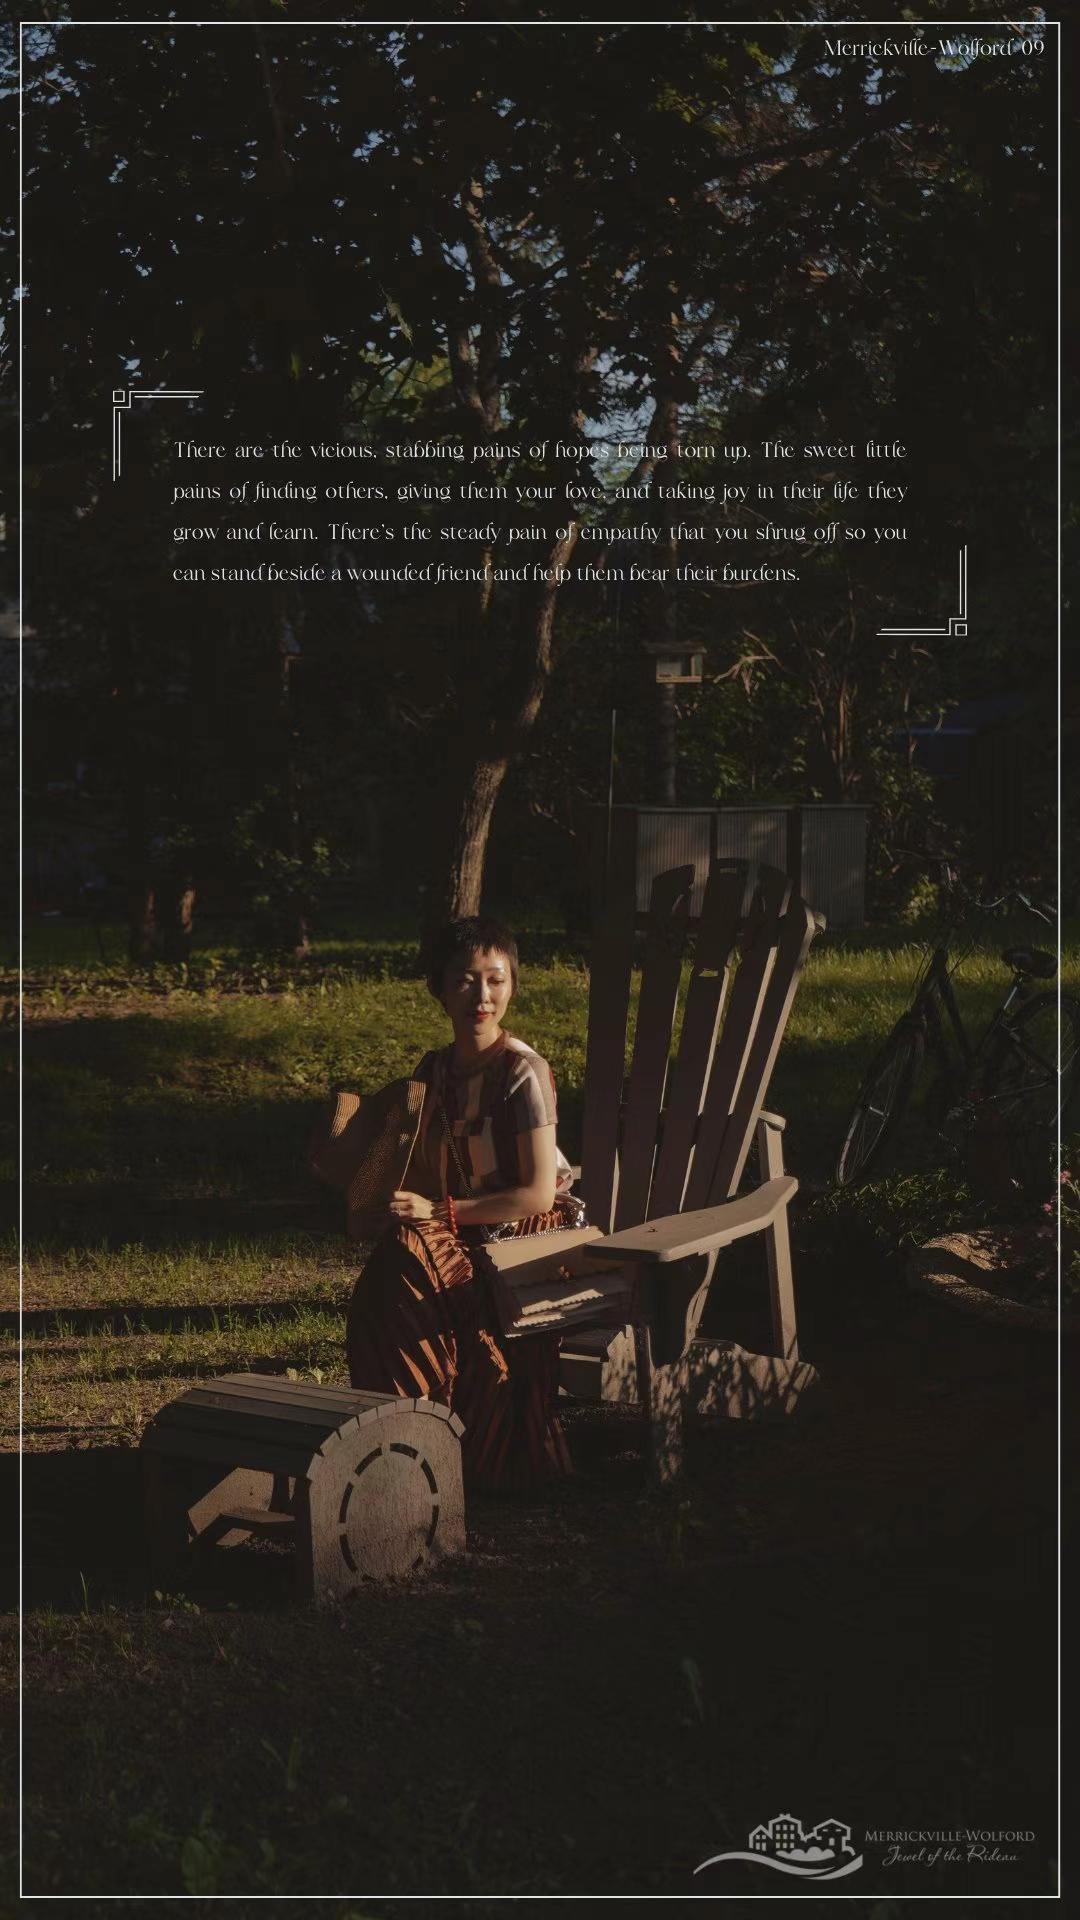 Merrickville-Wolford 09
There are the vicious, stabbing pains of hopes being torn up. The sweet little
pains of finding others, giving them your love, and taking joy in their life they
grow and learn. There's the steady pain of empathy that you shrug off so you
can stand beside a wounded friend and help them bear their burdens.
MERRICKVILLE-WOLFORD
Jewel of the Rideau